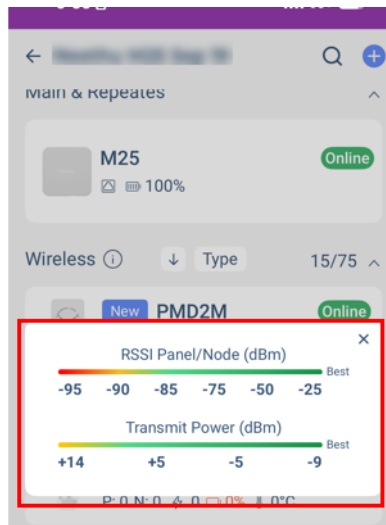 Main & Repeates
M25
Online
100%
Wireless
Type
15/75
New
PMD2M
Online
RSSI Panel/Node (dBm)
Best
-95 -90 -85 -75 -50 -25
Transmit Power (dBm)
Best
+14 +5 -5 -9
P: 0 N: 0 0 0% 0°C